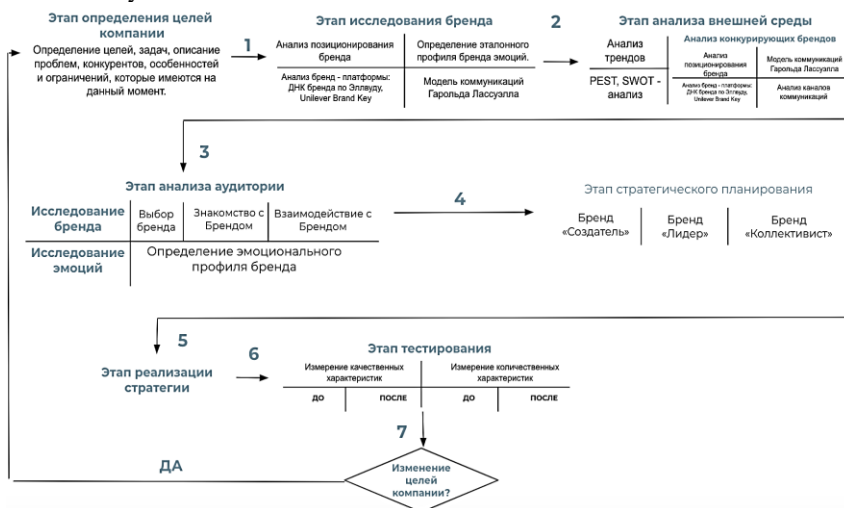 Этап определения целей
компании
Определение целей, задач, описание
проблем, конкурентов, особенностей
и ограничений, которые имеются на
данный момент.
1
Этап исследования бренда
Анализ позиционирования
бренда
Определение эталонного
профиля бренда эмоций.
Анализ бренд - платформы:
ДНК бренда по Эллвуду,
Unilever Brand Key
Модель коммуникаций
Гарольда Лассуэлла
2
Этап анализа внешней среды
Анализ
трендов
PEST, SWOT -
анализ
Анализ конкурирующих брендов
Анализ
позиционирования
бренда
Модель коммуникаций
Гарольда Лассуэлла
Анализ бренд - платформы:
ДНК бренда по Эллвуду,
Unilever Brand Key
Анализ каналов
коммуникаций
3
Этап анализа аудитории
Исследование
бренда
Выбор
бренда
Знакомство с
Брендом
Взаимодействие с
Брендом
Исследование
эмоций
Определение эмоционального
профиля бренда
4
Этап стратегического планирования
Бренд
«Создатель»
Бренд
«Лидер»
Бренд
«Коллективист»
5
Этап реализации
стратегии
6
Этап тестирования
Измерение качественных
характеристик
Измерение количественных
характеристик
ДО
ПОСЛЕ
ДО
ПОСЛЕ
7
Изменение
целей
компании?
ДА